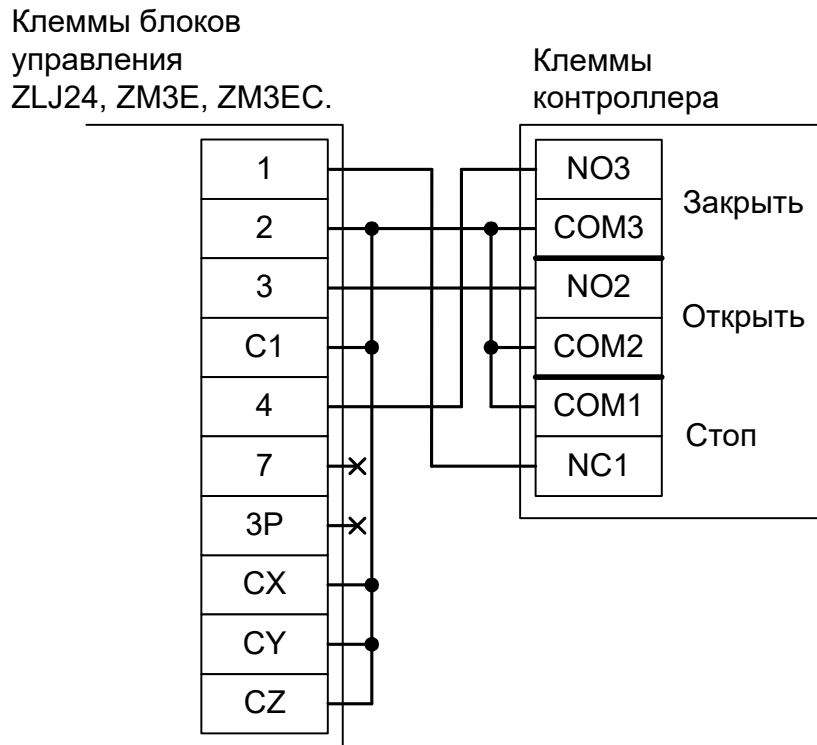 Клеммы блоков
управления
ZLJ24, ZM3E, ZM3EC.
Клеммы
контроллера
1
2
3
C1
4
7
3P
CX
CY
CZ
NO3
COM3
NO2
COM2
COM1
NC1
Закрыть
Открыть
Стоп